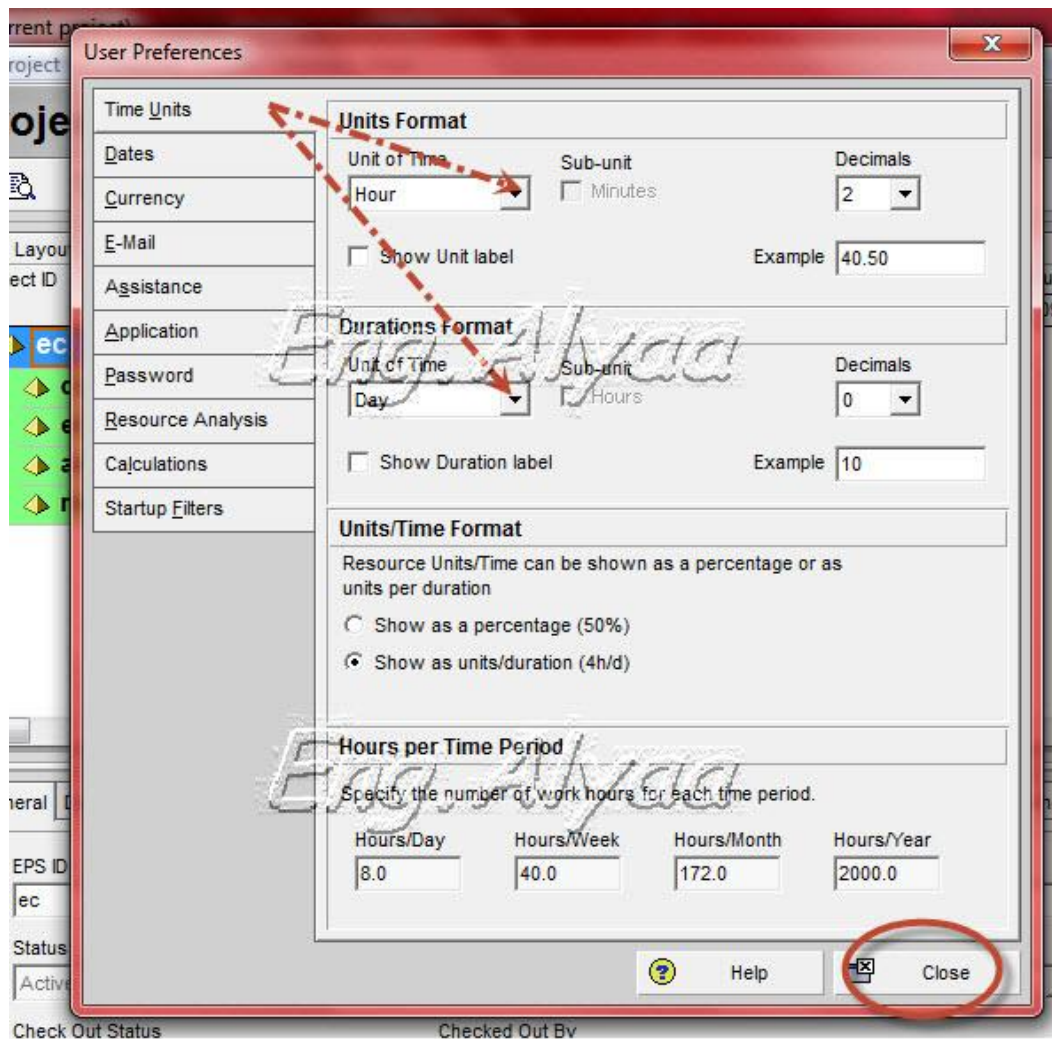 rrent project)
User Preferences
roject
oje
Time Units
Dates
Currency
E-Mail
Assistance
Application
Password
Resource Analysis
Calculations
Startup Filters
Layou
ect ID
ec
Units Format
Unit of Time Sub-unit Decimals
Hour Minutes 2
Show Unit label Example 40.50
Durations Format
Eng. Alyaa
Unit of Time Sub-unit Decimals
Day Hours 0
Show Duration label Example 10
Units/Time Format
Resource Units/Time can be shown as a percentage or as
units per duration
Show as a percentage (50%)
Show as units/duration (4h/d)
Hours per Time Period
Eng. Alyaa
Specify the number of work hours for each time period.
Hours/Day Hours/Week Hours/Month Hours/Year
8.0 40.0 172.0 2000.0
neral
EPS ID
ec
Status
Active
Help Close
Check Out Status Checked Out By